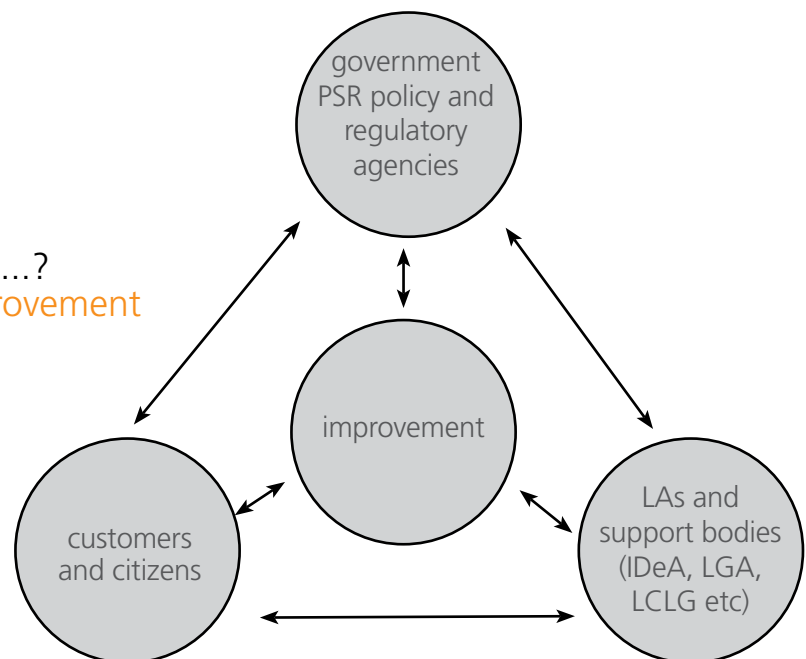 government
PSR policy and
regulatory
agencies
...?
rovement
improvement
customers
and citizens
LAs and
support bodies
(IDeA, LGA,
LCLG etc)